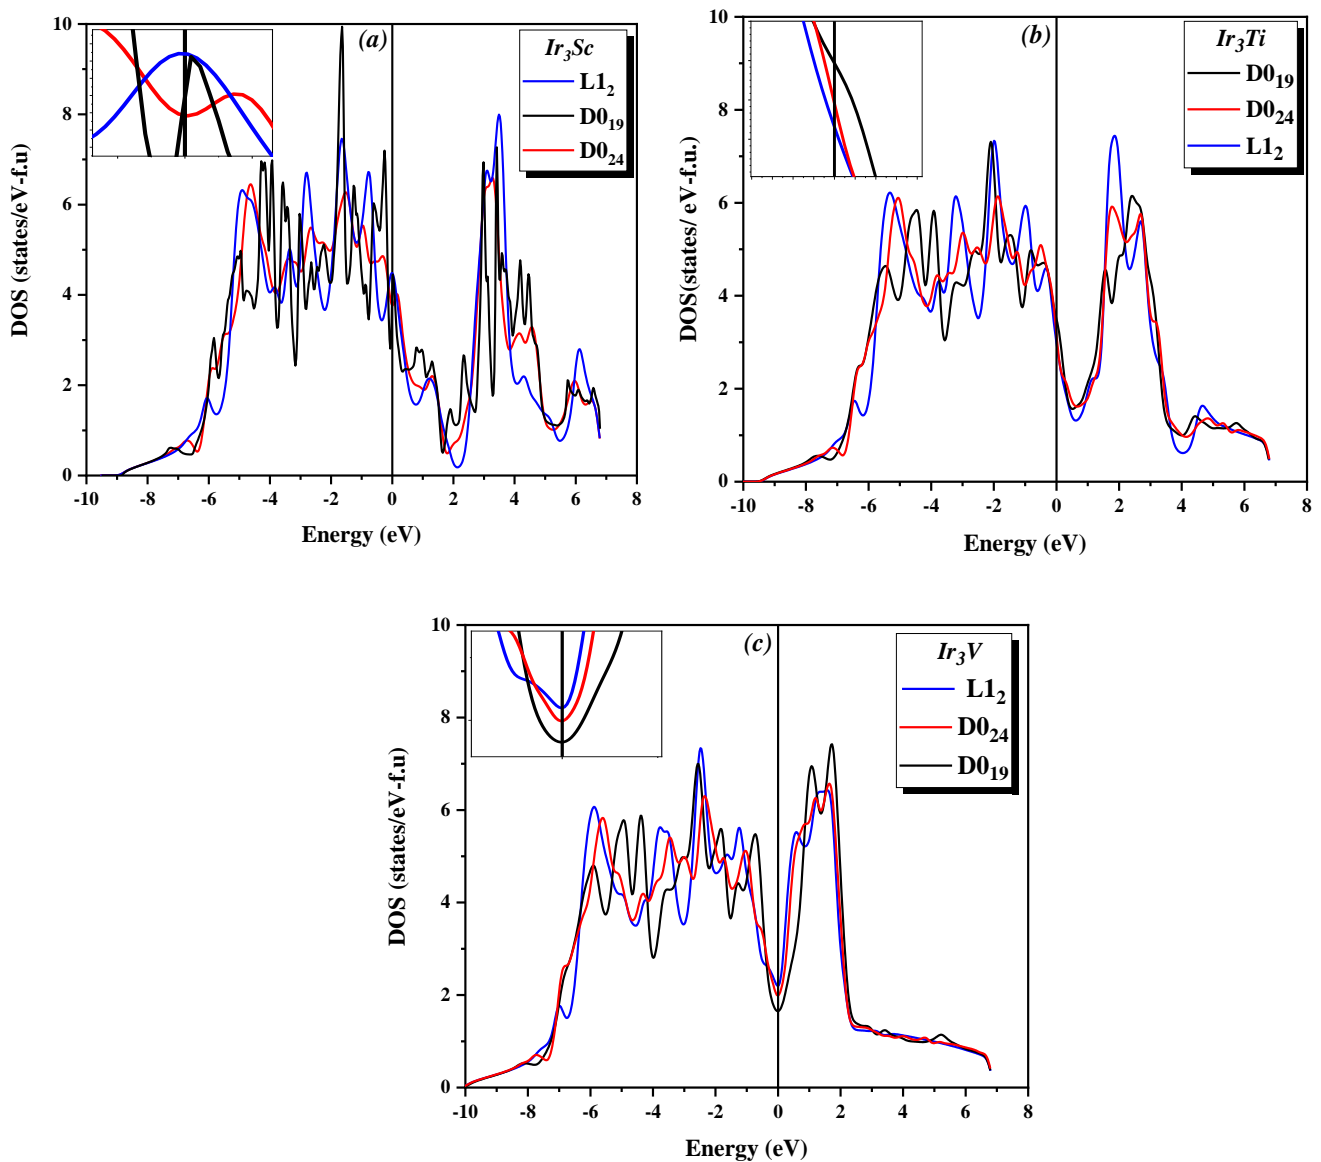 (a)
Ir₃Sc
L1₂
D0₁₉
D0₂₄
DOS (states/eV-f.u)
10
8
6
4
2
0
-10 -8 -6 -4 -2 0 2 4 6 8
Energy (eV)
(b)
Ir₃Ti
D0₁₉
D0₂₄
L1₂
DOS(states/ eV-f.u.)
10
8
6
4
2
0
-10 -8 -6 -4 -2 0 2 4 6 8
Energy (eV)
(c)
Ir₃V
L1₂
D0₂₄
D0₁₉
DOS (states/eV-f.u)
10
8
6
4
2
0
-10 -8 -6 -4 -2 0 2 4 6 8
Energy (eV)